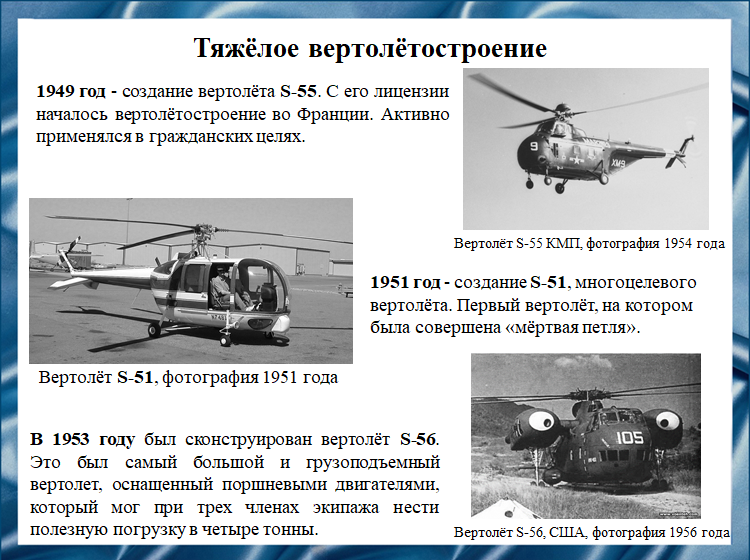 Тяжёлое вертолётостроение
1949 год - создание вертолёта S-55. С его лицензии
началось вертолётостроение во Франции. Активно
применялся в гражданских целях.
9
XM9
Вертолёт S-55 КМП, фотография 1954 года
1951 год - создание S-51, многоцелевого
вертолёта. Первый вертолёт, на котором
была совершена «мёртвая петля».
Вертолёт S-51, фотография 1951 года
105
В 1953 году был сконструирован вертолёт S-56.
Это был самый большой и грузоподъемный
вертолет, оснащенный поршневыми двигателями,
который мог при трех членах экипажа нести
полезную погрузку в четыре тонны.
Вертолёт S-56, США, фотография 1956 года